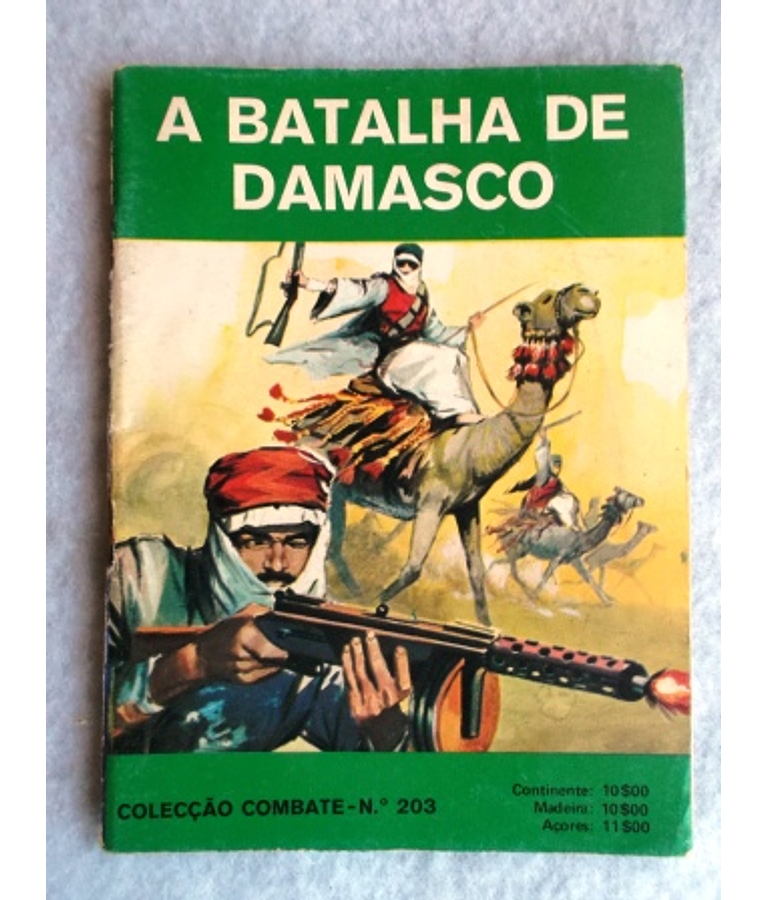 A BATALHA DE
DAMASCO
COLECÇÃO COMBATE-N.° 203
Continente: 10$00
Madeira: 10$00
Açores: 11$00